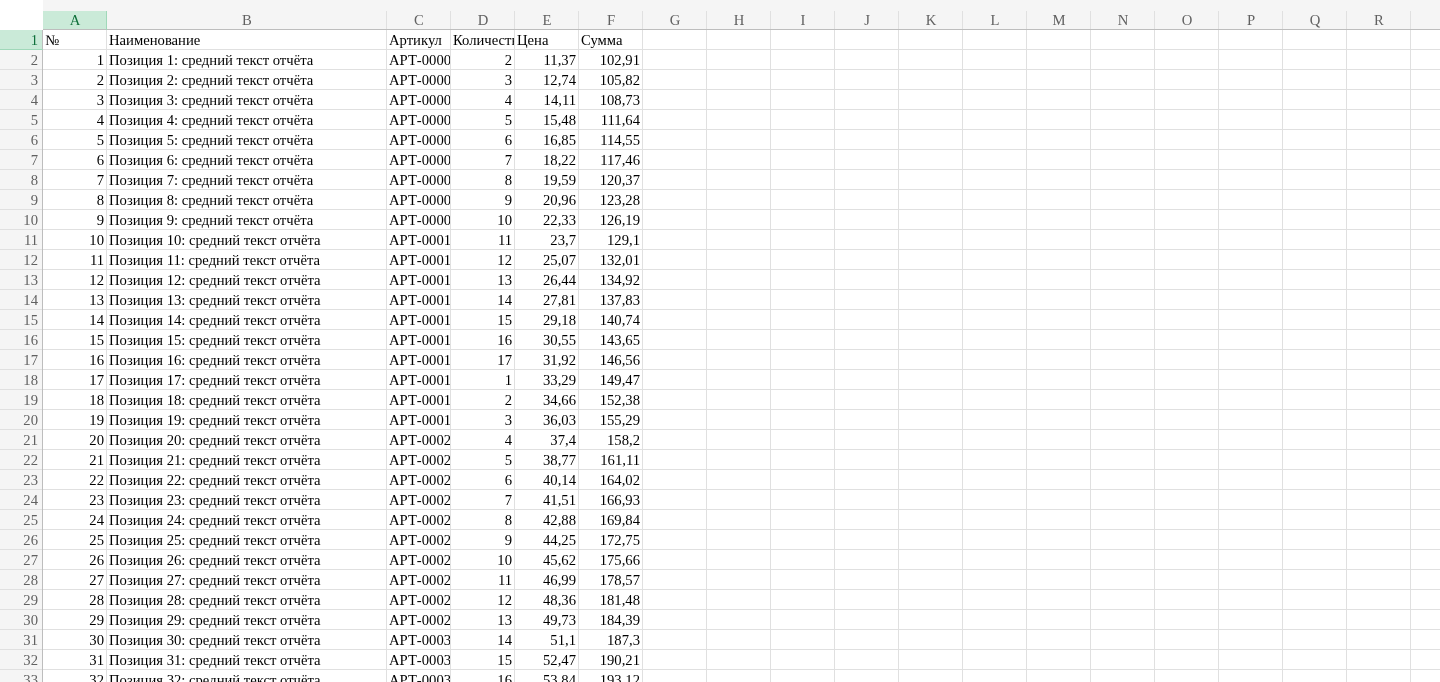 A B C D E F G H I J K L M N O P Q R
1 № Наименование Артикул Количест Цена Сумма
2 1 Позиция 1: средний текст отчёта АРТ-0000 2 11,37 102,91
3 2 Позиция 2: средний текст отчёта АРТ-0000 3 12,74 105,82
4 3 Позиция 3: средний текст отчёта АРТ-0000 4 14,11 108,73
5 4 Позиция 4: средний текст отчёта АРТ-0000 5 15,48 111,64
6 5 Позиция 5: средний текст отчёта АРТ-0000 6 16,85 114,55
7 6 Позиция 6: средний текст отчёта АРТ-0000 7 18,22 117,46
8 7 Позиция 7: средний текст отчёта АРТ-0000 8 19,59 120,37
9 8 Позиция 8: средний текст отчёта АРТ-0000 9 20,96 123,28
10 9 Позиция 9: средний текст отчёта АРТ-0000 10 22,33 126,19
11 10 Позиция 10: средний текст отчёта АРТ-0001 11 23,7 129,1
12 11 Позиция 11: средний текст отчёта АРТ-0001 12 25,07 132,01
13 12 Позиция 12: средний текст отчёта АРТ-0001 13 26,44 134,92
14 13 Позиция 13: средний текст отчёта АРТ-0001 14 27,81 137,83
15 14 Позиция 14: средний текст отчёта АРТ-0001 15 29,18 140,74
16 15 Позиция 15: средний текст отчёта АРТ-0001 16 30,55 143,65
17 16 Позиция 16: средний текст отчёта АРТ-0001 17 31,92 146,56
18 17 Позиция 17: средний текст отчёта АРТ-0001 1 33,29 149,47
19 18 Позиция 18: средний текст отчёта АРТ-0001 2 34,66 152,38
20 19 Позиция 19: средний текст отчёта АРТ-0001 3 36,03 155,29
21 20 Позиция 20: средний текст отчёта АРТ-0002 4 37,4 158,2
22 21 Позиция 21: средний текст отчёта АРТ-0002 5 38,77 161,11
23 22 Позиция 22: средний текст отчёта АРТ-0002 6 40,14 164,02
24 23 Позиция 23: средний текст отчёта АРТ-0002 7 41,51 166,93
25 24 Позиция 24: средний текст отчёта АРТ-0002 8 42,88 169,84
26 25 Позиция 25: средний текст отчёта АРТ-0002 9 44,25 172,75
27 26 Позиция 26: средний текст отчёта АРТ-0002 10 45,62 175,66
28 27 Позиция 27: средний текст отчёта АРТ-0002 11 46,99 178,57
29 28 Позиция 28: средний текст отчёта АРТ-0002 12 48,36 181,48
30 29 Позиция 29: средний текст отчёта АРТ-0002 13 49,73 184,39
31 30 Позиция 30: средний текст отчёта АРТ-0003 14 51,1 187,3
32 31 Позиция 31: средний текст отчёта АРТ-0003 15 52,47 190,21
33 32 Позиция 32: средний текст отчёта АРТ-0003 16 53,84 193,12